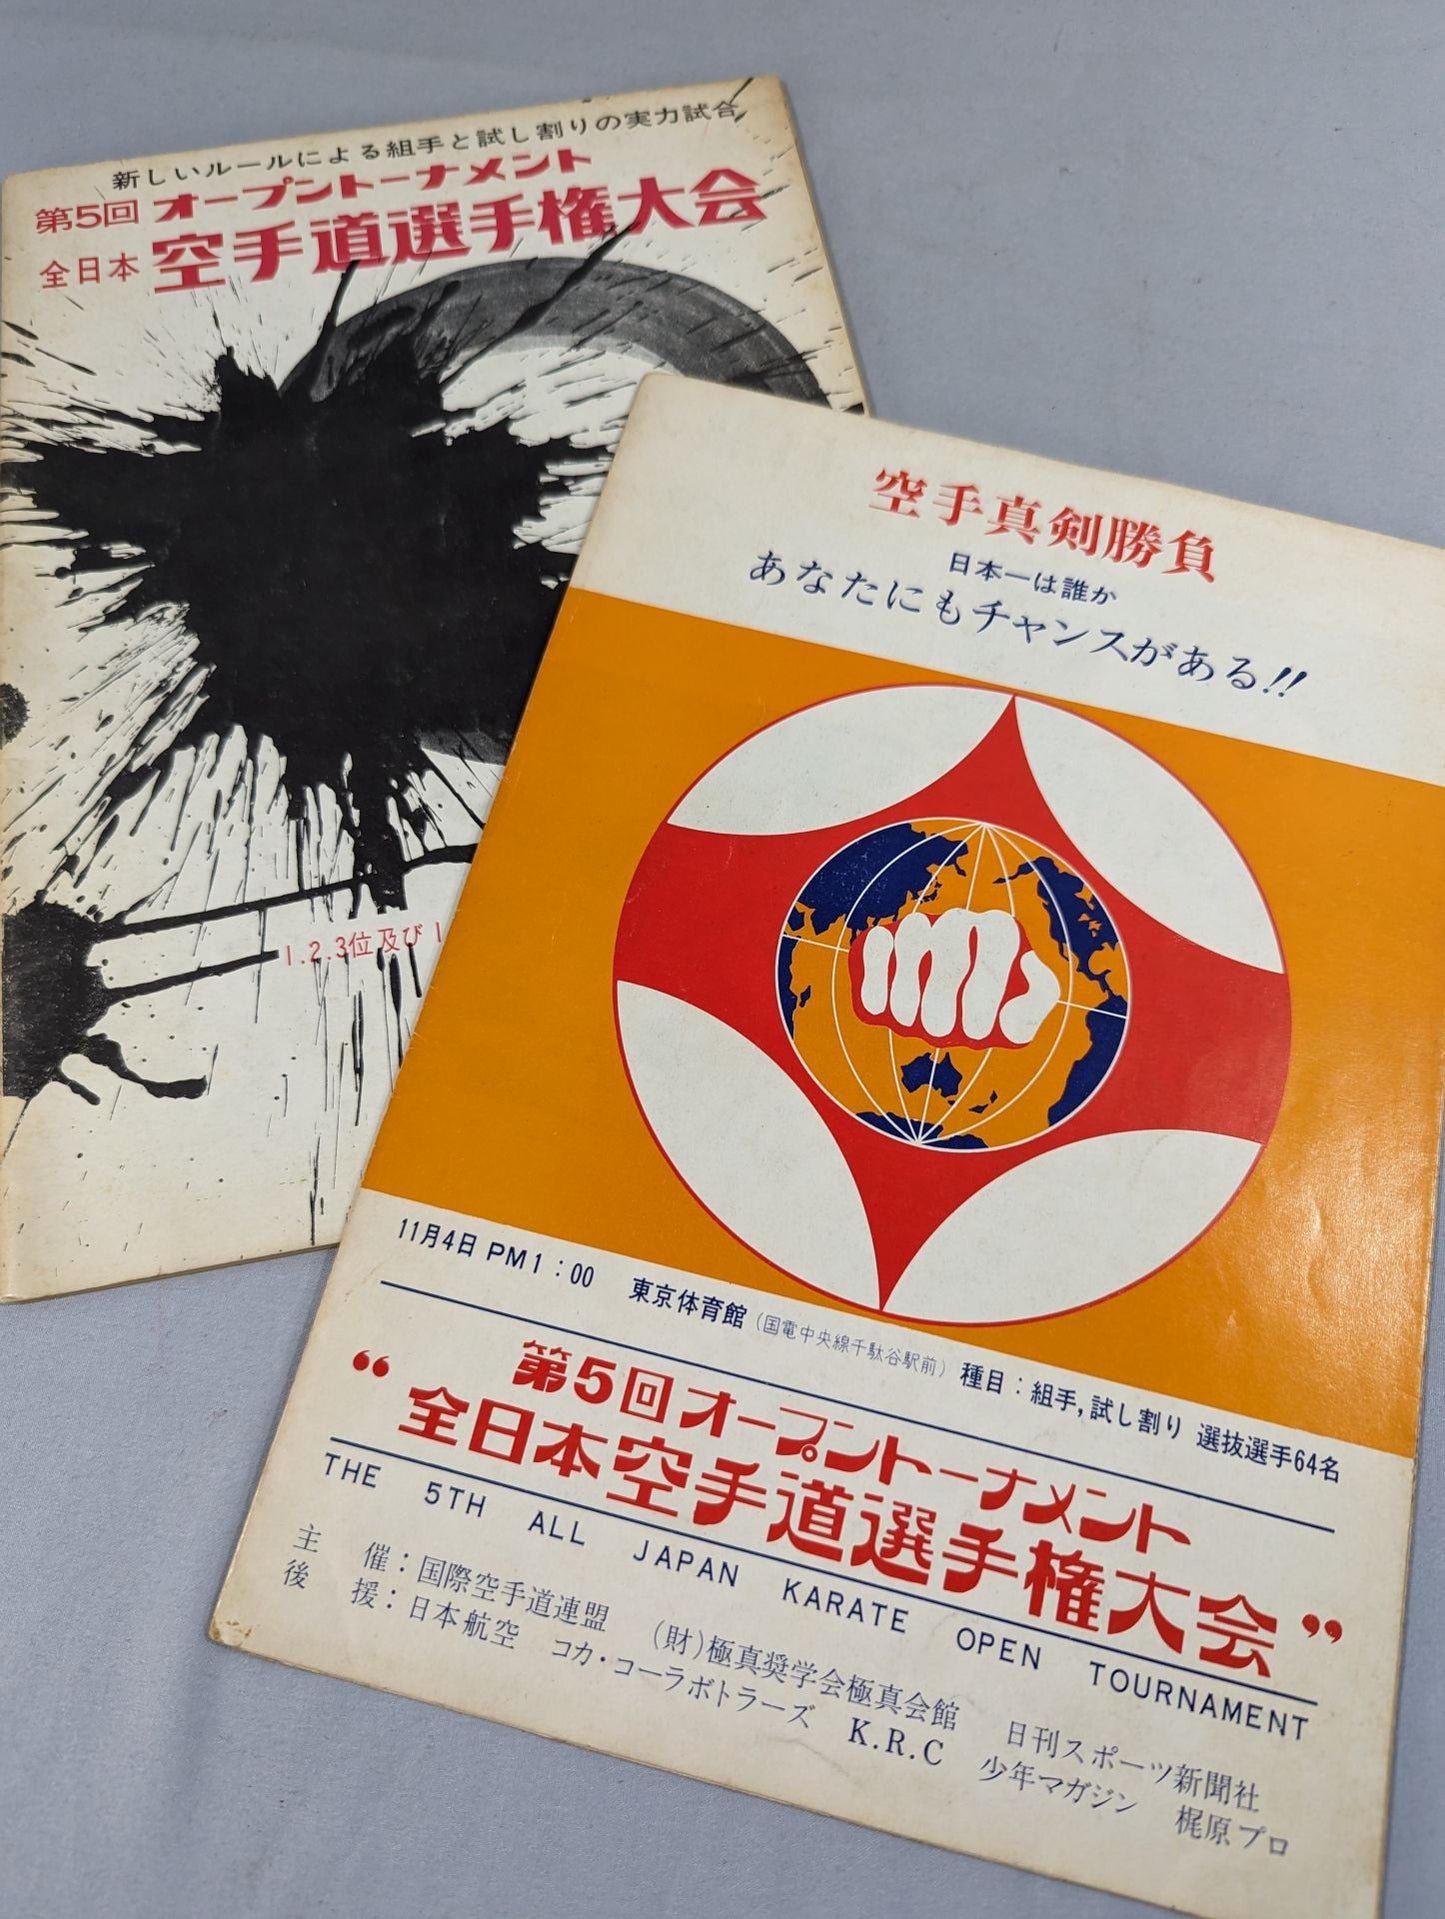 新しいルールによる組手と試し割りの実力試合
第5回 オープントーナメント
全日本 空手道選手権大会
1.2.3位及び1
空手真剣勝負
日本一は誰か
あなたにもチャンスがある!!
11月4日 PM1:00 東京体育館(国電中央線千駄谷駅前) 種目:組手,試し割り 選抜選手64名
第5回オープントーナメント
“全日本空手道選手権大会”
THE 5TH ALL JAPAN KARATE OPEN TOURNAMENT
主催:国際空手道連盟 (財)極真奨学会極真会館 日刊スポーツ新聞社
後援:日本航空 コカ・コーラボトラーズ K.R.C 少年マガジン 梶原プロ